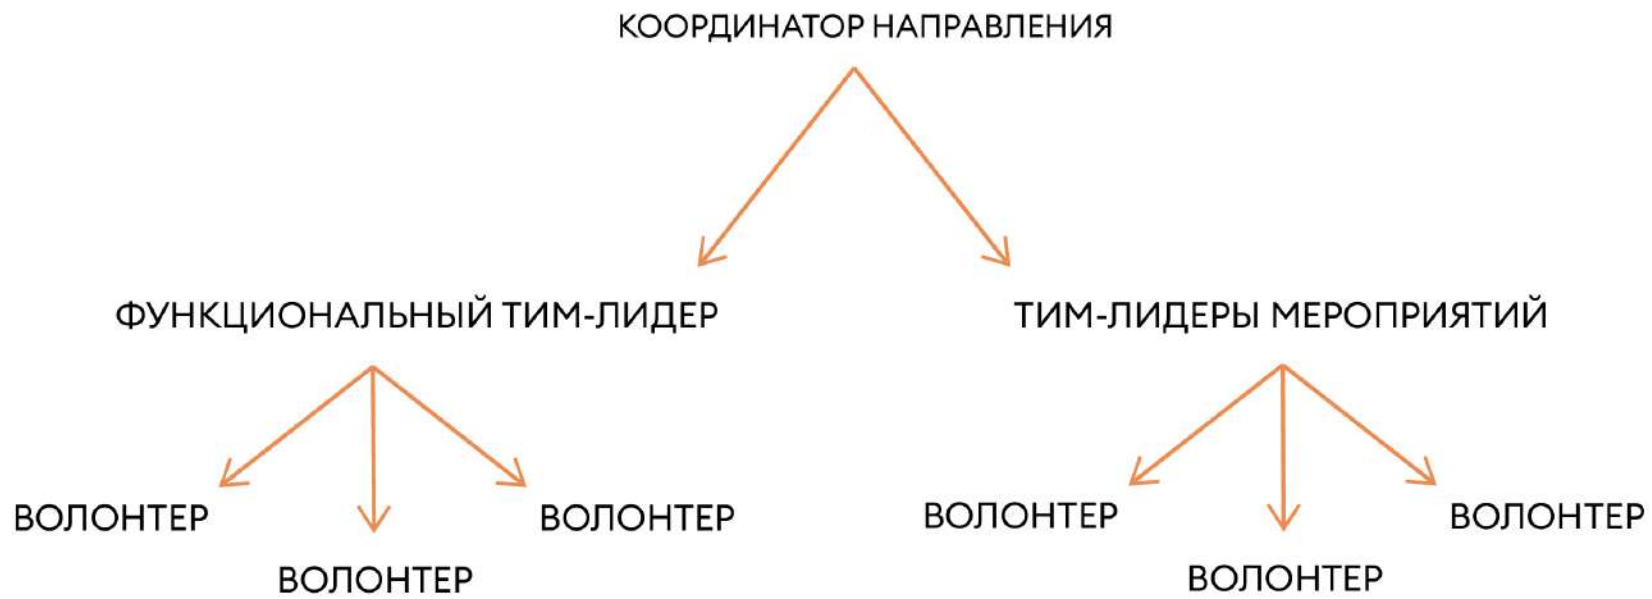 КООРДИНАТОР НАПРАВЛЕНИЯ
ФУНКЦИОНАЛЬНЫЙ ТИМ-ЛИДЕР
ТИМ-ЛИДЕРЫ МЕРОПРИЯТИЙ
ВОЛОНТЕР
ВОЛОНТЕР
ВОЛОНТЕР
ВОЛОНТЕР
ВОЛОНТЕР
ВОЛОНТЕР